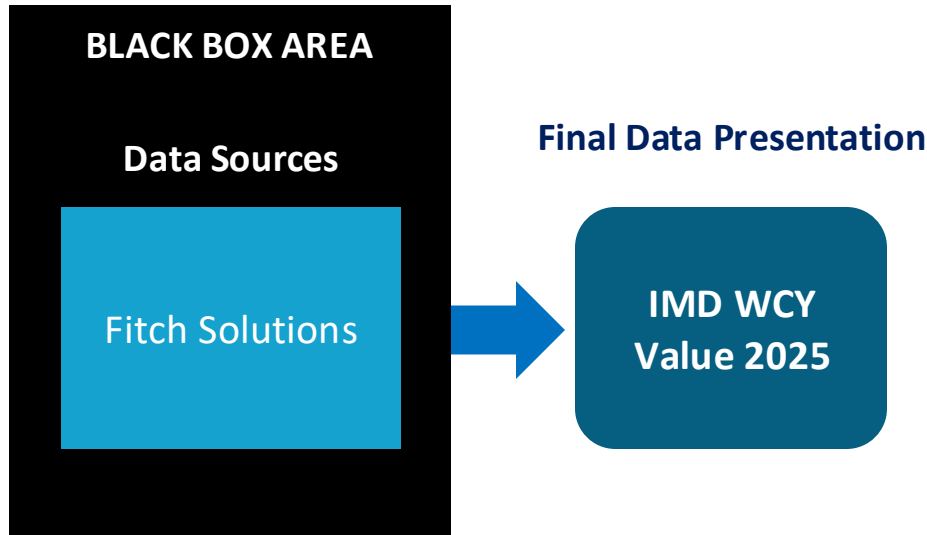 BLACK BOX AREA
Data Sources
Fitch Solutions
Final Data Presentation
IMD WCY
Value 2025